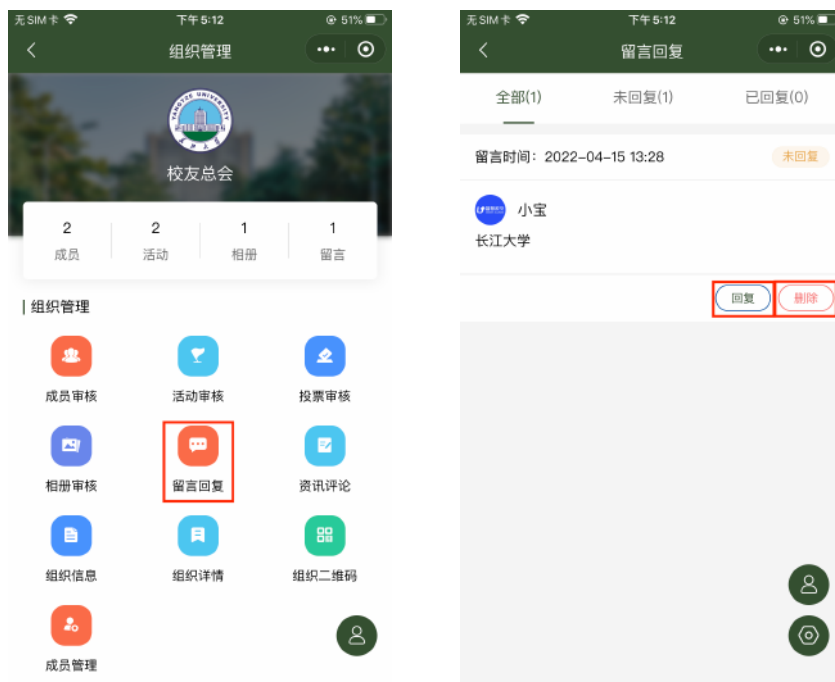 无SIM卡 下午5:12 51%
组织管理
YANGTZE UNIVERSITY
长江大学
校友总会
2 2 1 1
成员 活动 相册 留言
组织管理
成员审核 活动审核 投票审核
相册审核 留言回复 资讯评论
组织信息 组织详情 组织二维码
成员管理
无SIM卡 下午5:12 51%
留言回复
全部(1) 未回复(1) 已回复(0)
留言时间：2022-04-15 13:28 未回复
小宝
长江大学
回复 删除